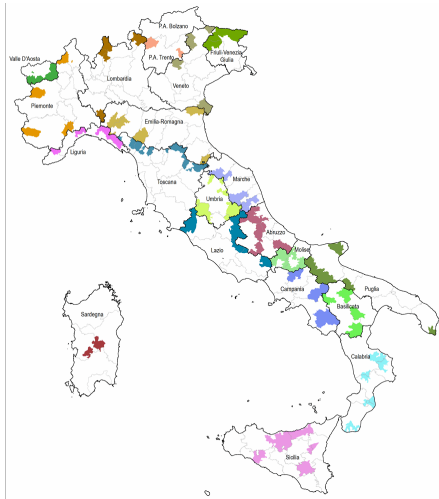 P.A. Bolzano
Valle D'Aosta
P.A. Trento
Friuli-Venezia
Giulia
Lombardia
Veneto
Piemonte
Emilia-Romagna
Liguria
Toscana
Marche
Umbria
Abruzzo
Lazio
Molise
Campania
Puglia
Basilicata
Sardegna
Calabria
Sicilia